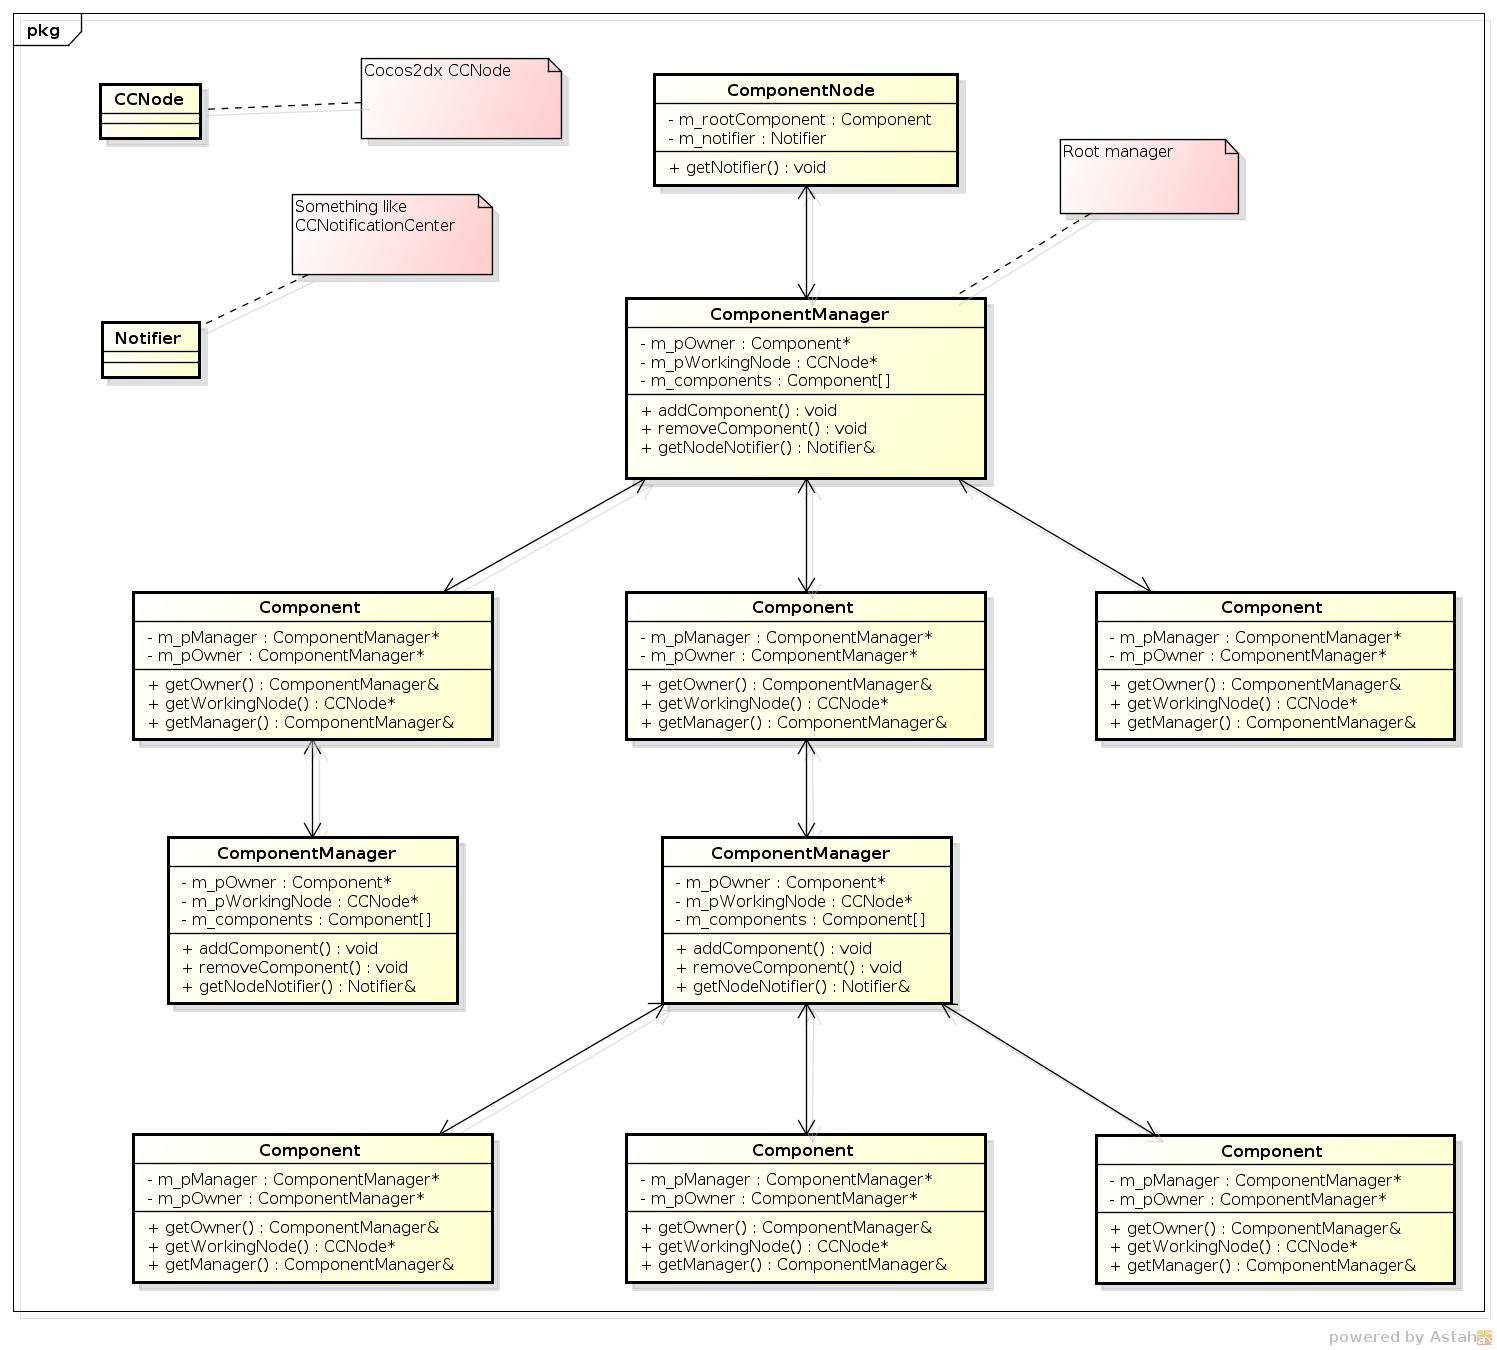 pkg
CCNode
Cocos2dx CCNode
ComponentNode
- m_rootComponent : Component
- m_notifier : Notifier
+ getNotifier() : void
Root manager
Something like
CCNotificationCenter
Notifier
ComponentManager
- m_pOwner : Component*
- m_pWorkingNode : CCNode*
- m_components : Component[]
+ addComponent() : void
+ removeComponent() : void
+ getNodeNotifier() : Notifier&
Component
- m_pManager : ComponentManager*
- m_pOwner : ComponentManager*
+ getOwner() : ComponentManager&
+ getWorkingNode() : CCNode*
+ getManager() : ComponentManager&
Component
- m_pManager : ComponentManager*
- m_pOwner : ComponentManager*
+ getOwner() : ComponentManager&
+ getWorkingNode() : CCNode*
+ getManager() : ComponentManager&
Component
- m_pManager : ComponentManager*
- m_pOwner : ComponentManager*
+ getOwner() : ComponentManager&
+ getWorkingNode() : CCNode*
+ getManager() : ComponentManager&
ComponentManager
- m_pOwner : Component*
- m_pWorkingNode : CCNode*
- m_components : Component[]
+ addComponent() : void
+ removeComponent() : void
+ getNodeNotifier() : Notifier&
ComponentManager
- m_pOwner : Component*
- m_pWorkingNode : CCNode*
- m_components : Component[]
+ addComponent() : void
+ removeComponent() : void
+ getNodeNotifier() : Notifier&
Component
- m_pManager : ComponentManager*
- m_pOwner : ComponentManager*
+ getOwner() : ComponentManager&
+ getWorkingNode() : CCNode*
+ getManager() : ComponentManager&
Component
- m_pManager : ComponentManager*
- m_pOwner : ComponentManager*
+ getOwner() : ComponentManager&
+ getWorkingNode() : CCNode*
+ getManager() : ComponentManager&
Component
- m_pManager : ComponentManager*
- m_pOwner : ComponentManager*
+ getOwner() : ComponentManager&
+ getWorkingNode() : CCNode*
+ getManager() : ComponentManager&
powered by Astah